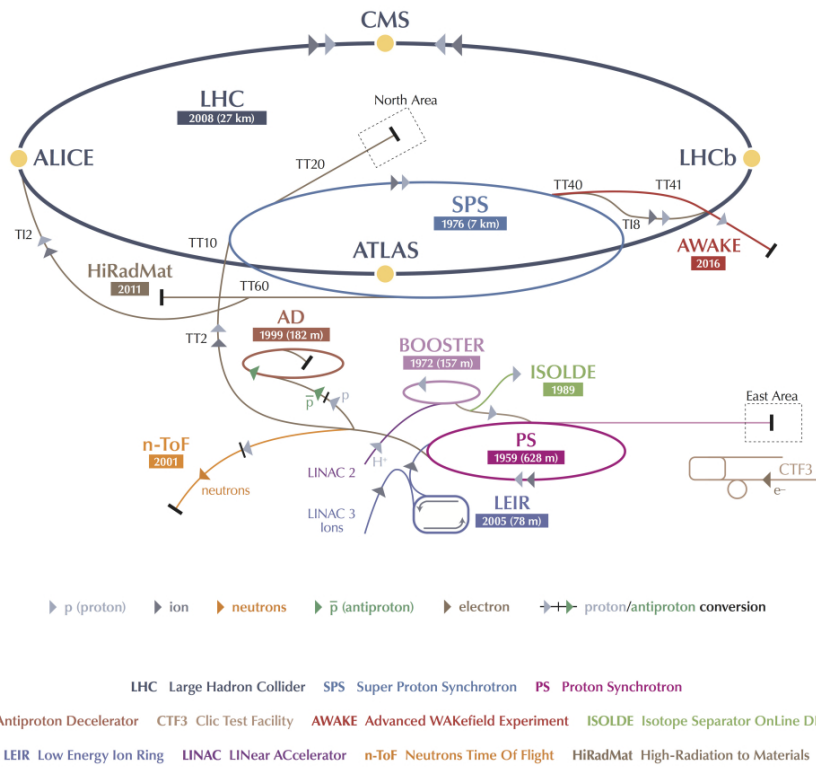 CMS
LHC
2008 (27 km)
North Area
ALICE
TT20
LHCb
TT40
TT41
SPS
1976 (7 km)
TI8
TI2
TT10
ATLAS
AWAKE
2016
HiRadMat
2011
TT60
AD
1999 (182 m)
TT2
BOOSTER
1972 (157 m)
ISOLDE
1989
p
p̅
East Area
n-ToF
2001
PS
1959 (628 m)
H⁺
LINAC 2
neutrons
CTF3
e–
LEIR
2005 (78 m)
LINAC 3
Ions
p (proton) ion neutrons p̅ (antiproton) electron proton/antiproton conversion
LHC Large Hadron Collider SPS Super Proton Synchrotron PS Proton Synchrotron
Antiproton Decelerator CTF3 Clic Test Facility AWAKE Advanced WAKefield Experiment ISOLDE Isotope Separator OnLine
LEIR Low Energy Ion Ring LINAC LINear ACcelerator n-ToF Neutrons Time Of Flight HiRadMat High-Radiation to Materials